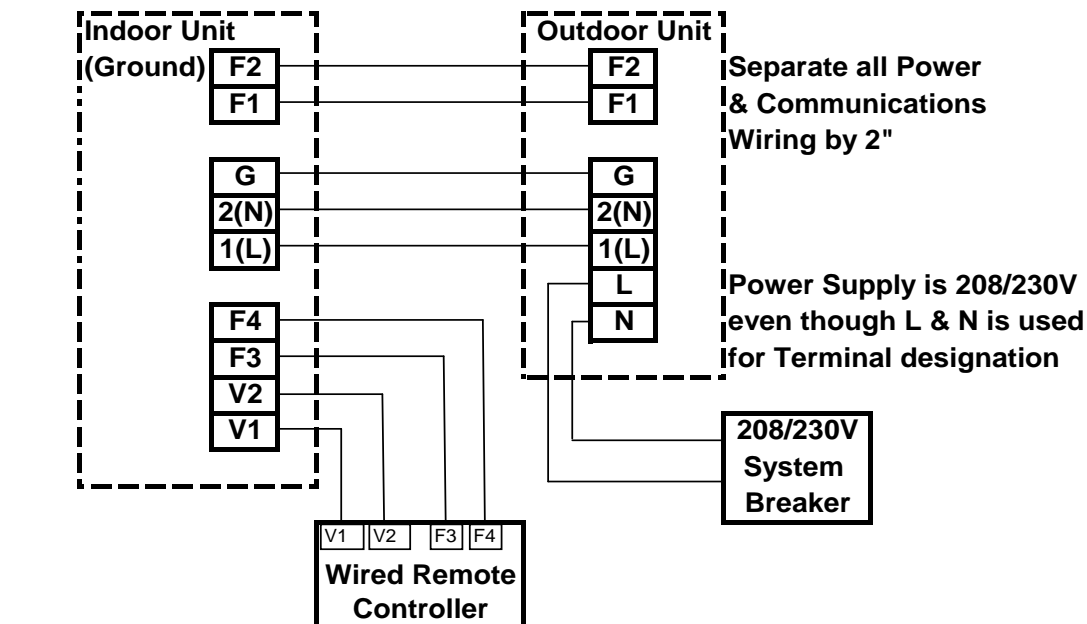 Indoor Unit
(Ground)
F2
F1
G
2(N)
1(L)
F4
F3
V2
V1
Outdoor Unit
F2
F1
G
2(N)
1(L)
L
N
Separate all Power
& Communications
Wiring by 2"
Power Supply is 208/230V
even though L & N is used
for Terminal designation
208/230V
System
Breaker
V1 V2 F3 F4
Wired Remote
Controller